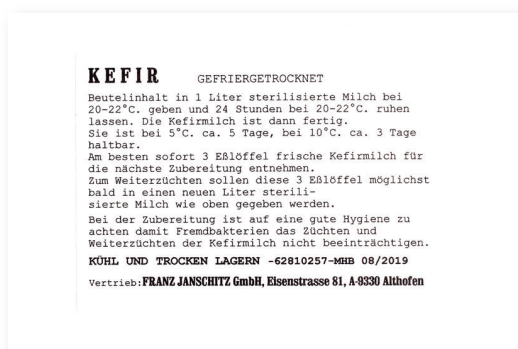 KEFIR GEFRIERGETROCKNET
Beutelinhalt in 1 Liter sterilisierte Milch bei
20-22°C. geben und 24 Stunden bei 20-22°C. ruhen
lassen. Die Kefirmilch ist dann fertig.
Sie ist bei 5°C. ca. 5 Tage, bei 10°C. ca. 3 Tage
haltbar.
Am besten sofort 3 Eßlöffel frische Kefirmilch für
die nächste Zubereitung entnehmen.
Zum Weiterzüchten sollen diese 3 Eßlöffel möglichst
bald in einen neuen Liter sterili-
sierte Milch wie oben gegeben werden.
Bei der Zubereitung ist auf eine gute Hygiene zu
achten damit Fremdbakterien das Züchten und
Weiterzüchten der Kefirmilch nicht beeinträchtigen.
KÜHL UND TROCKEN LAGERN -62810257-MHB 08/2019
Vertrieb:FRANZ JANSCHITZ GmbH, Eisenstrasse 81, A-9330 Althofen